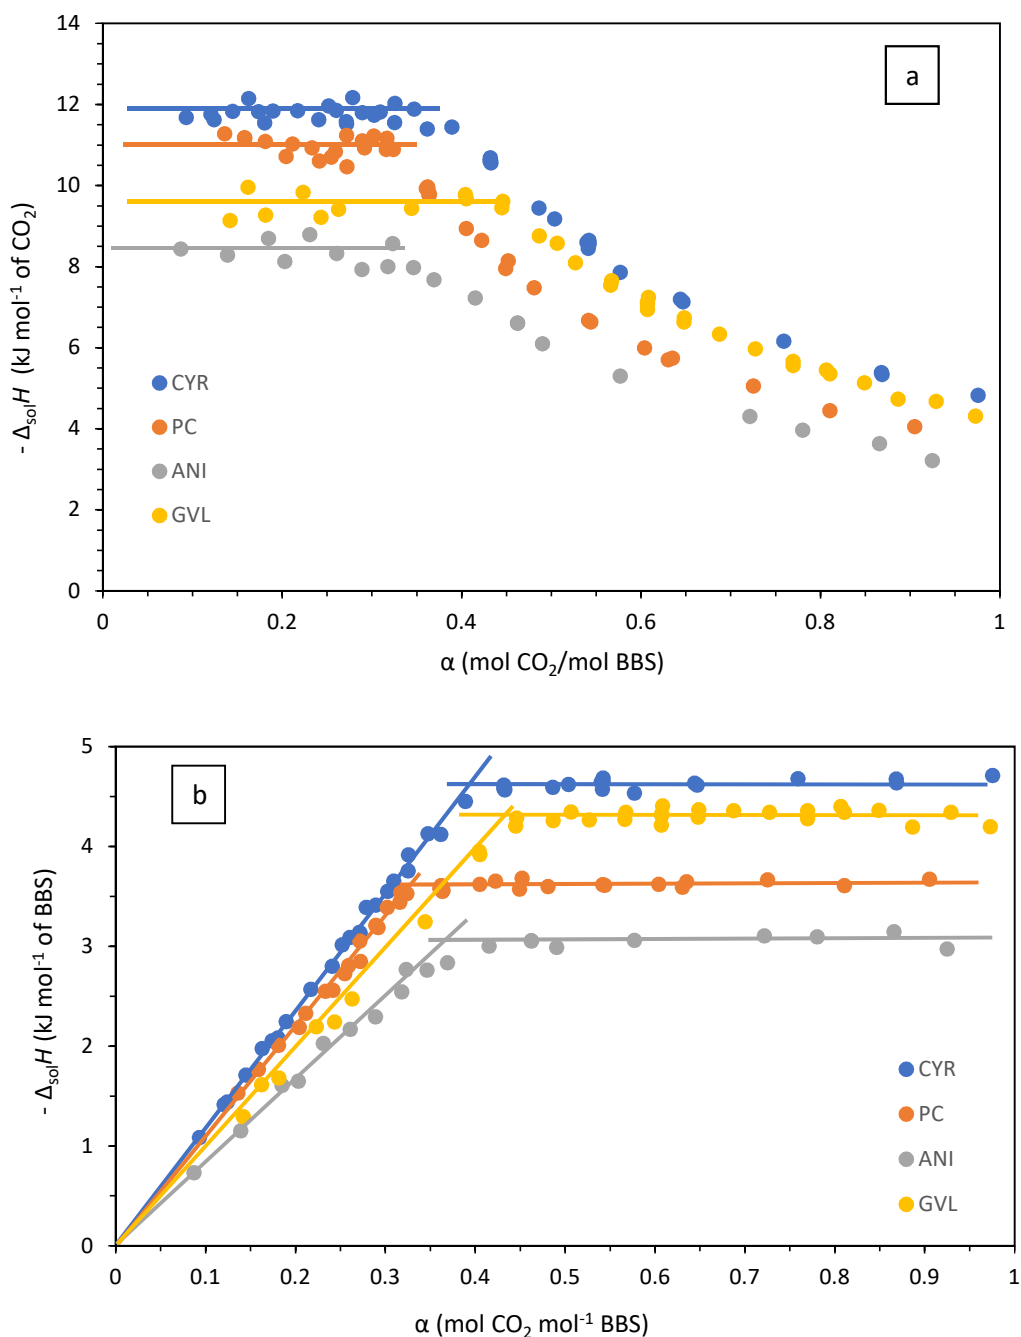 a
14
12
10
8
6
4
2
0
- ΔsolH (kJ mol-1 of CO2)
CYR
PC
ANI
GVL
0 0.2 0.4 0.6 0.8 1
α (mol CO2/mol BBS)
b
5
4
3
2
1
0
- ΔsolH (kJ mol-1 of BBS)
CYR
PC
ANI
GVL
0 0.1 0.2 0.3 0.4 0.5 0.6 0.7 0.8 0.9 1
α (mol CO2 mol-1 BBS)